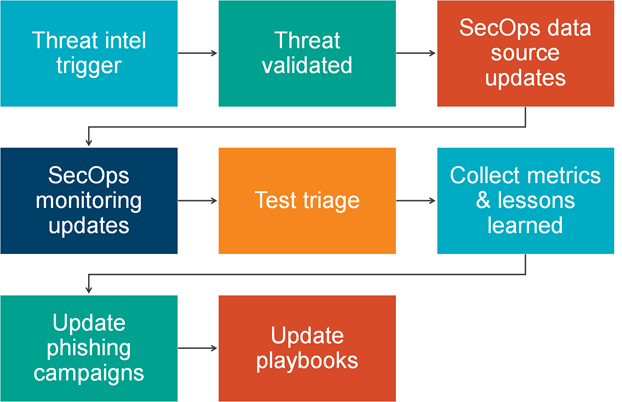 Threat intel
trigger
Threat
validated
SecOps data
source
updates
SecOps
monitoring
updates
Test triage
Collect metrics
& lessons
learned
Update
phishing
campaigns
Update
playbooks